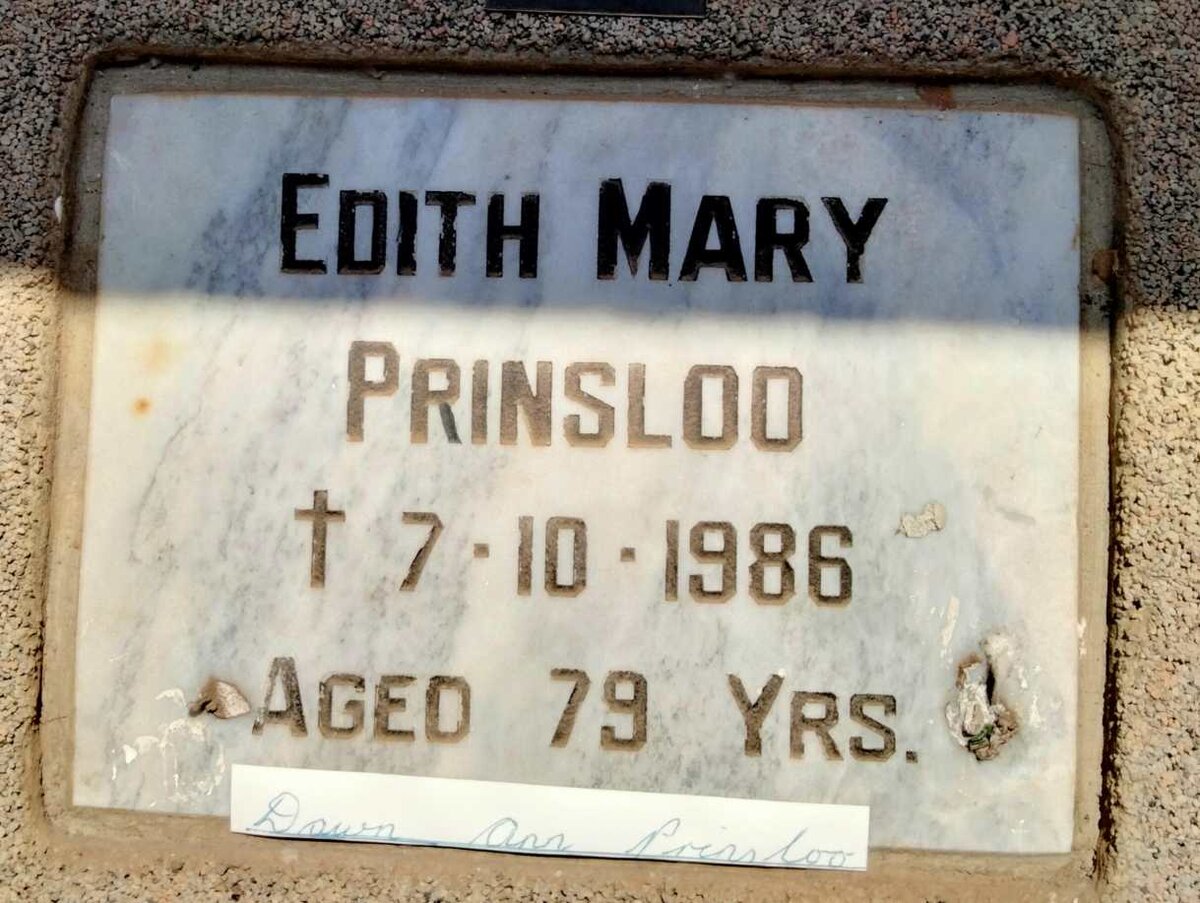 EDITH MARY
PRINSLOO
† 7 · 10 · 1986
AGED 79 YRS.
Dawn Ann Prinsloo